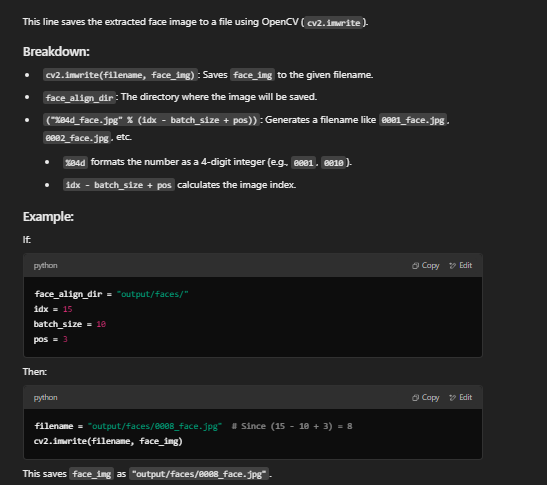 This line saves the extracted face image to a file using OpenCV ( cv2.imwrite ).
Breakdown:
• cv2.imwrite(filename, face_img) : Saves face_img to the given filename.
• face_align_dir : The directory where the image will be saved.
• ("%04d_face.jpg" % (idx - batch_size + pos)) : Generates a filename like 0001_face.jpg ,
0002_face.jpg , etc.
• %04d formats the number as a 4-digit integer (e.g., 0001 , 0010 ).
• idx - batch_size + pos calculates the image index.
Example:
If:
python Copy Edit
face_align_dir = "output/faces/"
idx = 15
batch_size = 10
pos = 3
Then:
python Copy Edit
filename = "output/faces/0008_face.jpg" # Since (15 - 10 + 3) = 8
cv2.imwrite(filename, face_img)
This saves face_img as "output/faces/0008_face.jpg" .